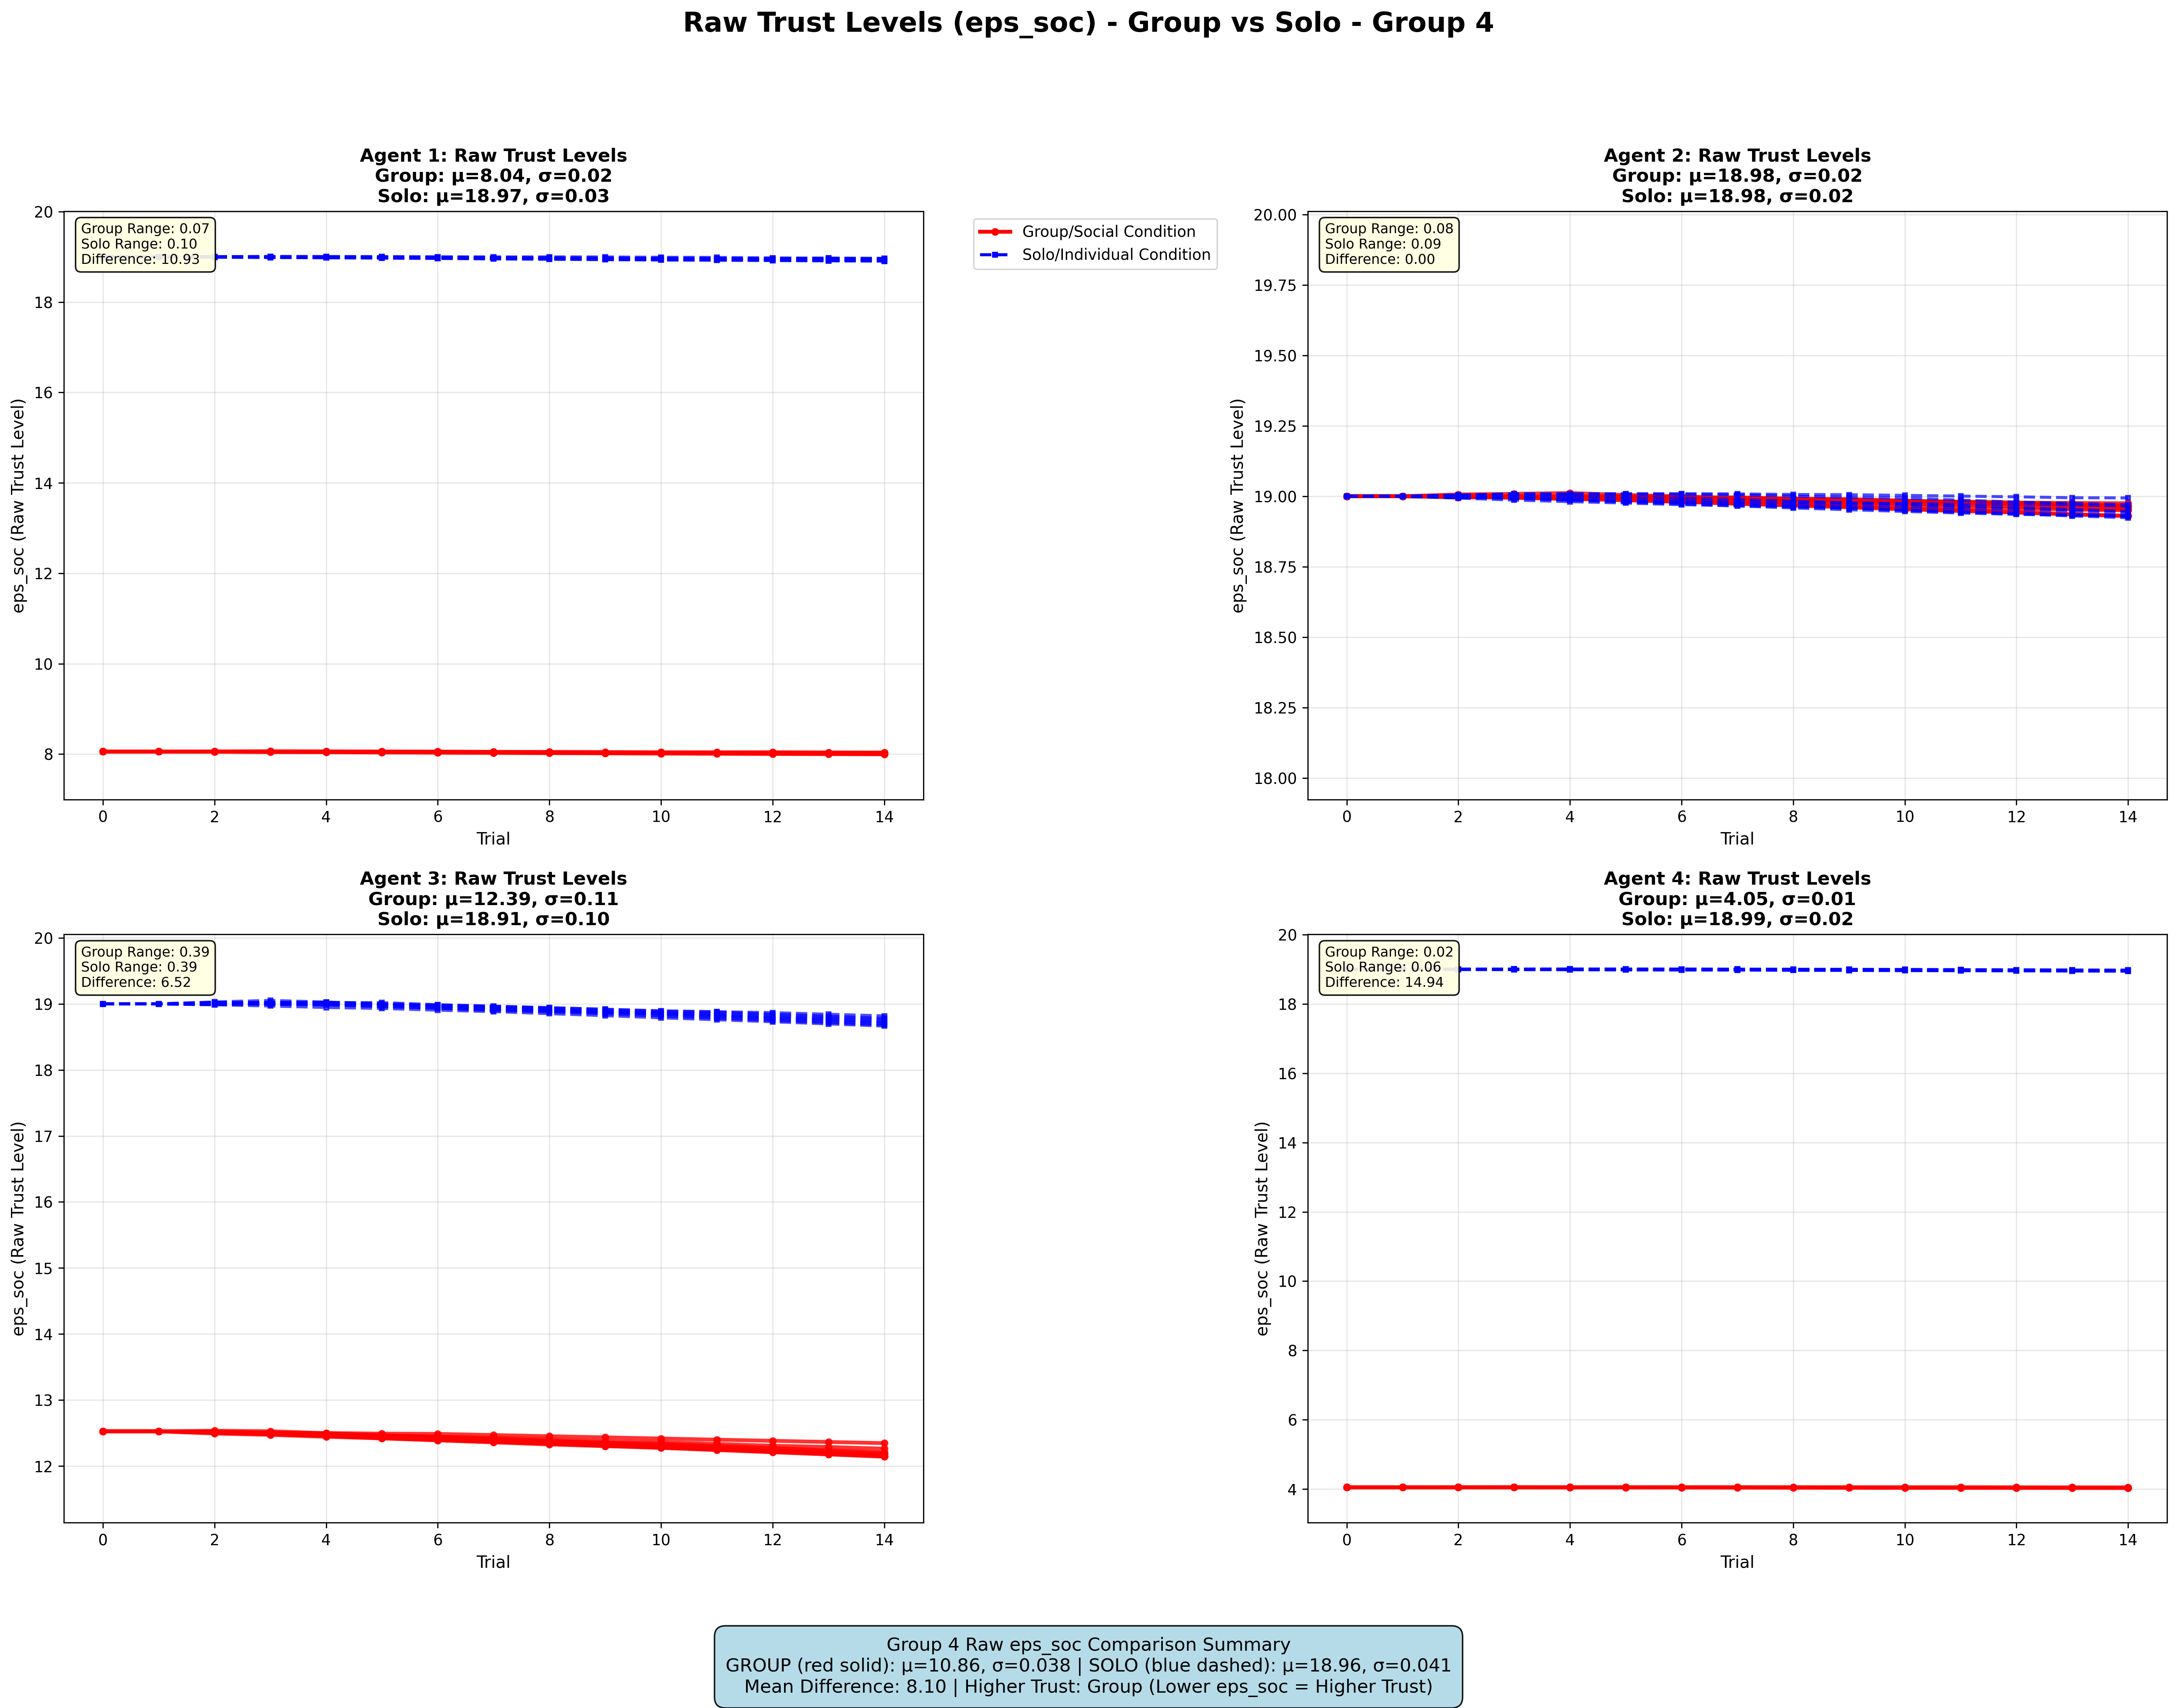 Raw Trust Levels (eps_soc) - Group vs Solo - Group 4
Agent 1: Raw Trust Levels
Group: μ=8.04, σ=0.02
Solo: μ=18.97, σ=0.03
Group Range: 0.07
Solo Range: 0.10
Difference: 10.93
20
18
16
14
12
10
8
eps_soc (Raw Trust Level)
0 2 4 6 8 10 12 14
Trial
Group/Social Condition
Solo/Individual Condition
Agent 2: Raw Trust Levels
Group: μ=18.98, σ=0.02
Solo: μ=18.98, σ=0.02
Group Range: 0.08
Solo Range: 0.09
Difference: 0.00
20.00
19.75
19.50
19.25
19.00
18.75
18.50
18.25
18.00
eps_soc (Raw Trust Level)
0 2 4 6 8 10 12 14
Trial
Agent 3: Raw Trust Levels
Group: μ=12.39, σ=0.11
Solo: μ=18.91, σ=0.10
Group Range: 0.39
Solo Range: 0.39
Difference: 6.52
20
19
18
17
16
15
14
13
12
eps_soc (Raw Trust Level)
0 2 4 6 8 10 12 14
Trial
Agent 4: Raw Trust Levels
Group: μ=4.05, σ=0.01
Solo: μ=18.99, σ=0.02
Group Range: 0.02
Solo Range: 0.06
Difference: 14.94
20
18
16
14
12
10
8
6
4
eps_soc (Raw Trust Level)
0 2 4 6 8 10 12 14
Trial
Group 4 Raw eps_soc Comparison Summary
GROUP (red solid): μ=10.86, σ=0.038 | SOLO (blue dashed): μ=18.96, σ=0.041
Mean Difference: 8.10 | Higher Trust: Group (Lower eps_soc = Higher Trust)